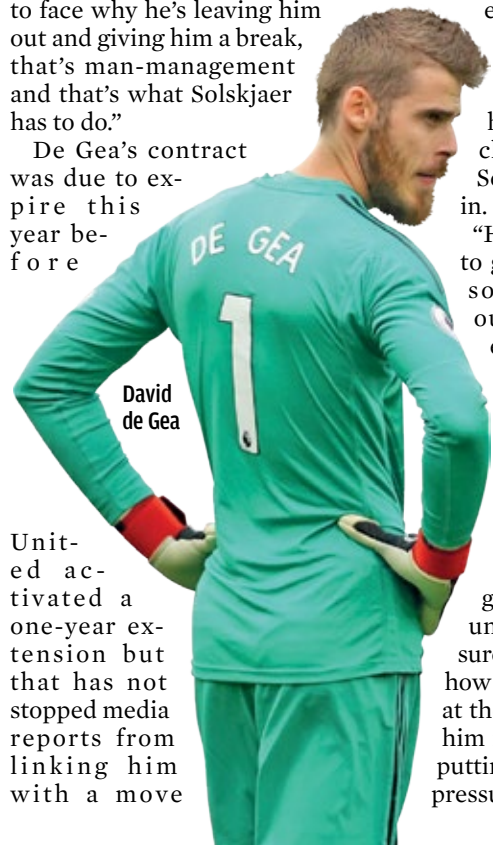 to face why he's leaving him
out and giving him a break,
that's man-management
and that's what Solskjaer
has to do.”
De Gea's contract
was due to ex-
pire this
year be-
fore
Unit-
ed ac-
tivated a
one-year ex-
tension but
that has not
stopped media
reports from
linking him
with a move
DE GEA
1
David
de Gea
in.
“H
to g
so
ou
g
un
sure
how
at th
him
puttin
pressu